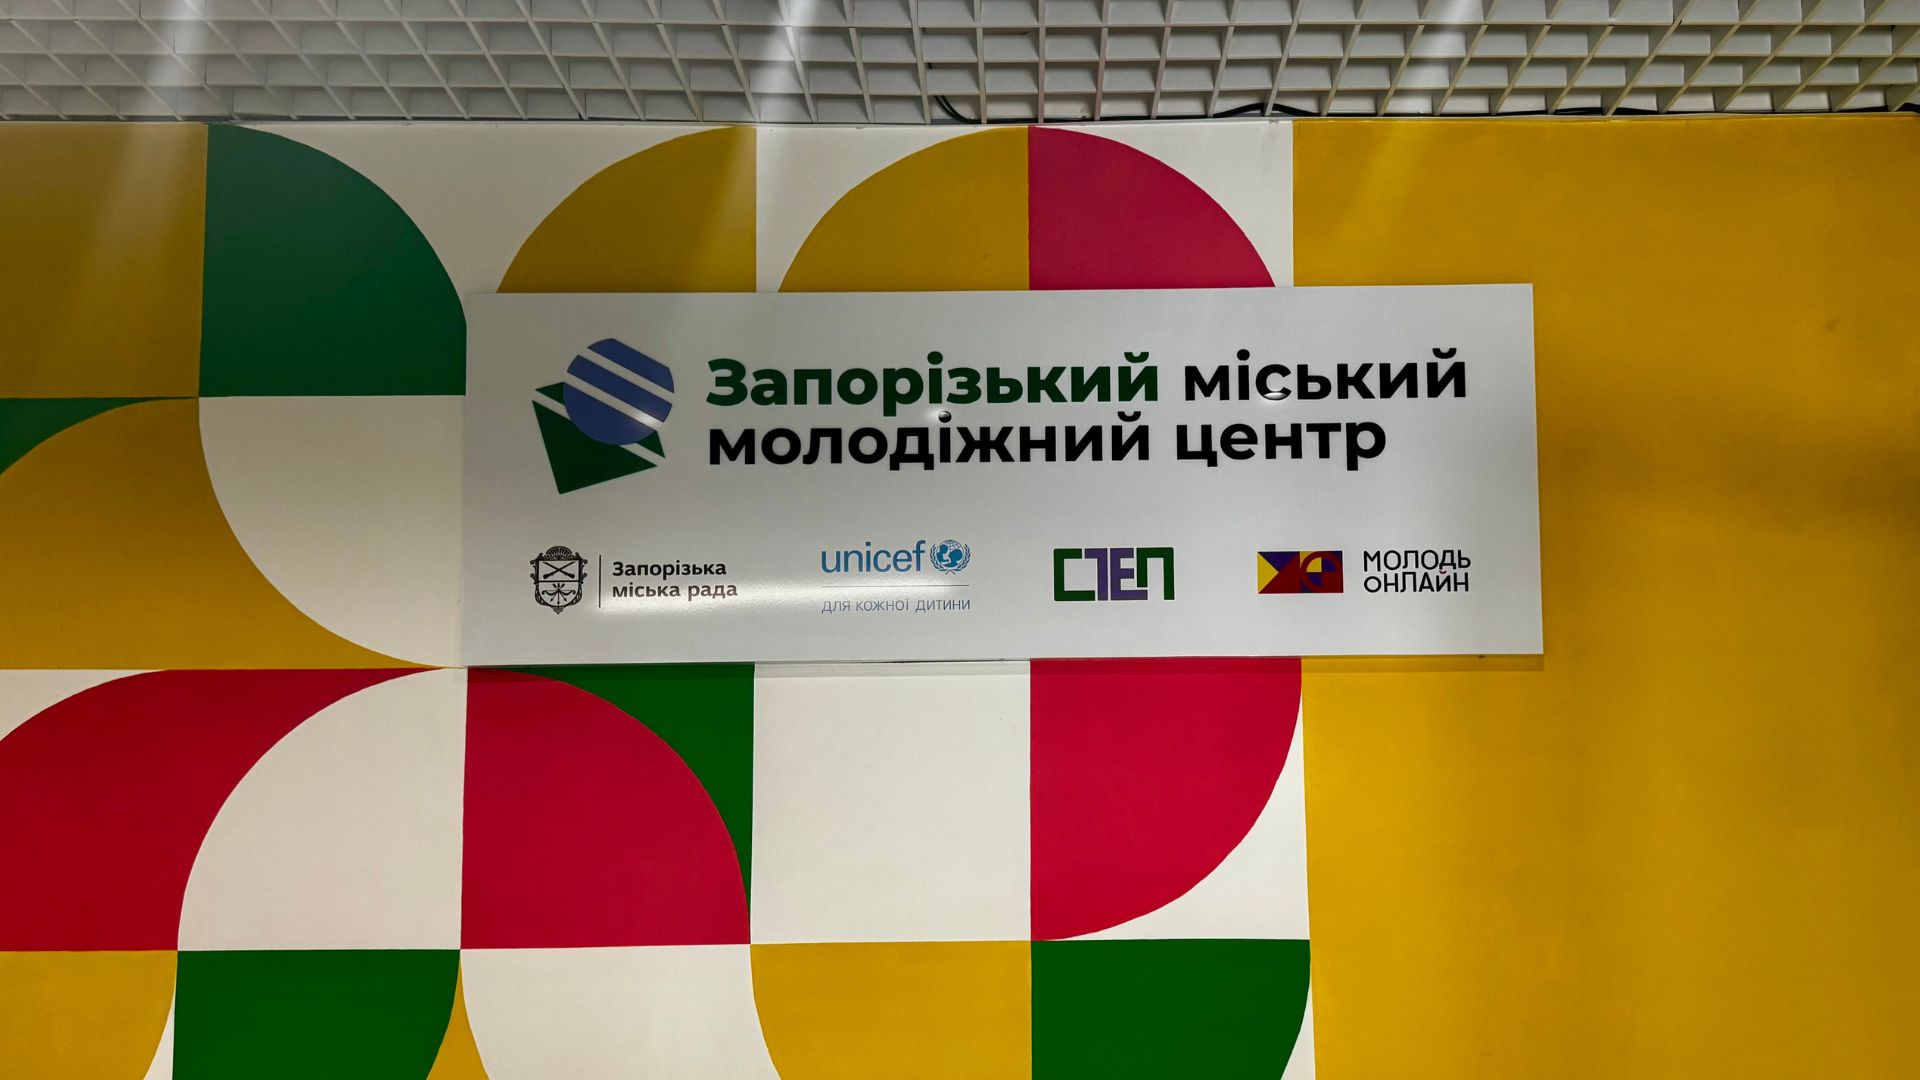 Запорізький міський
молодіжний центр
Запорізька
міська рада
unicef
ДЛЯ КОЖНОЇ ДИТИНИ
СТЕП
МОЛОДЬ
ОНЛАЙН